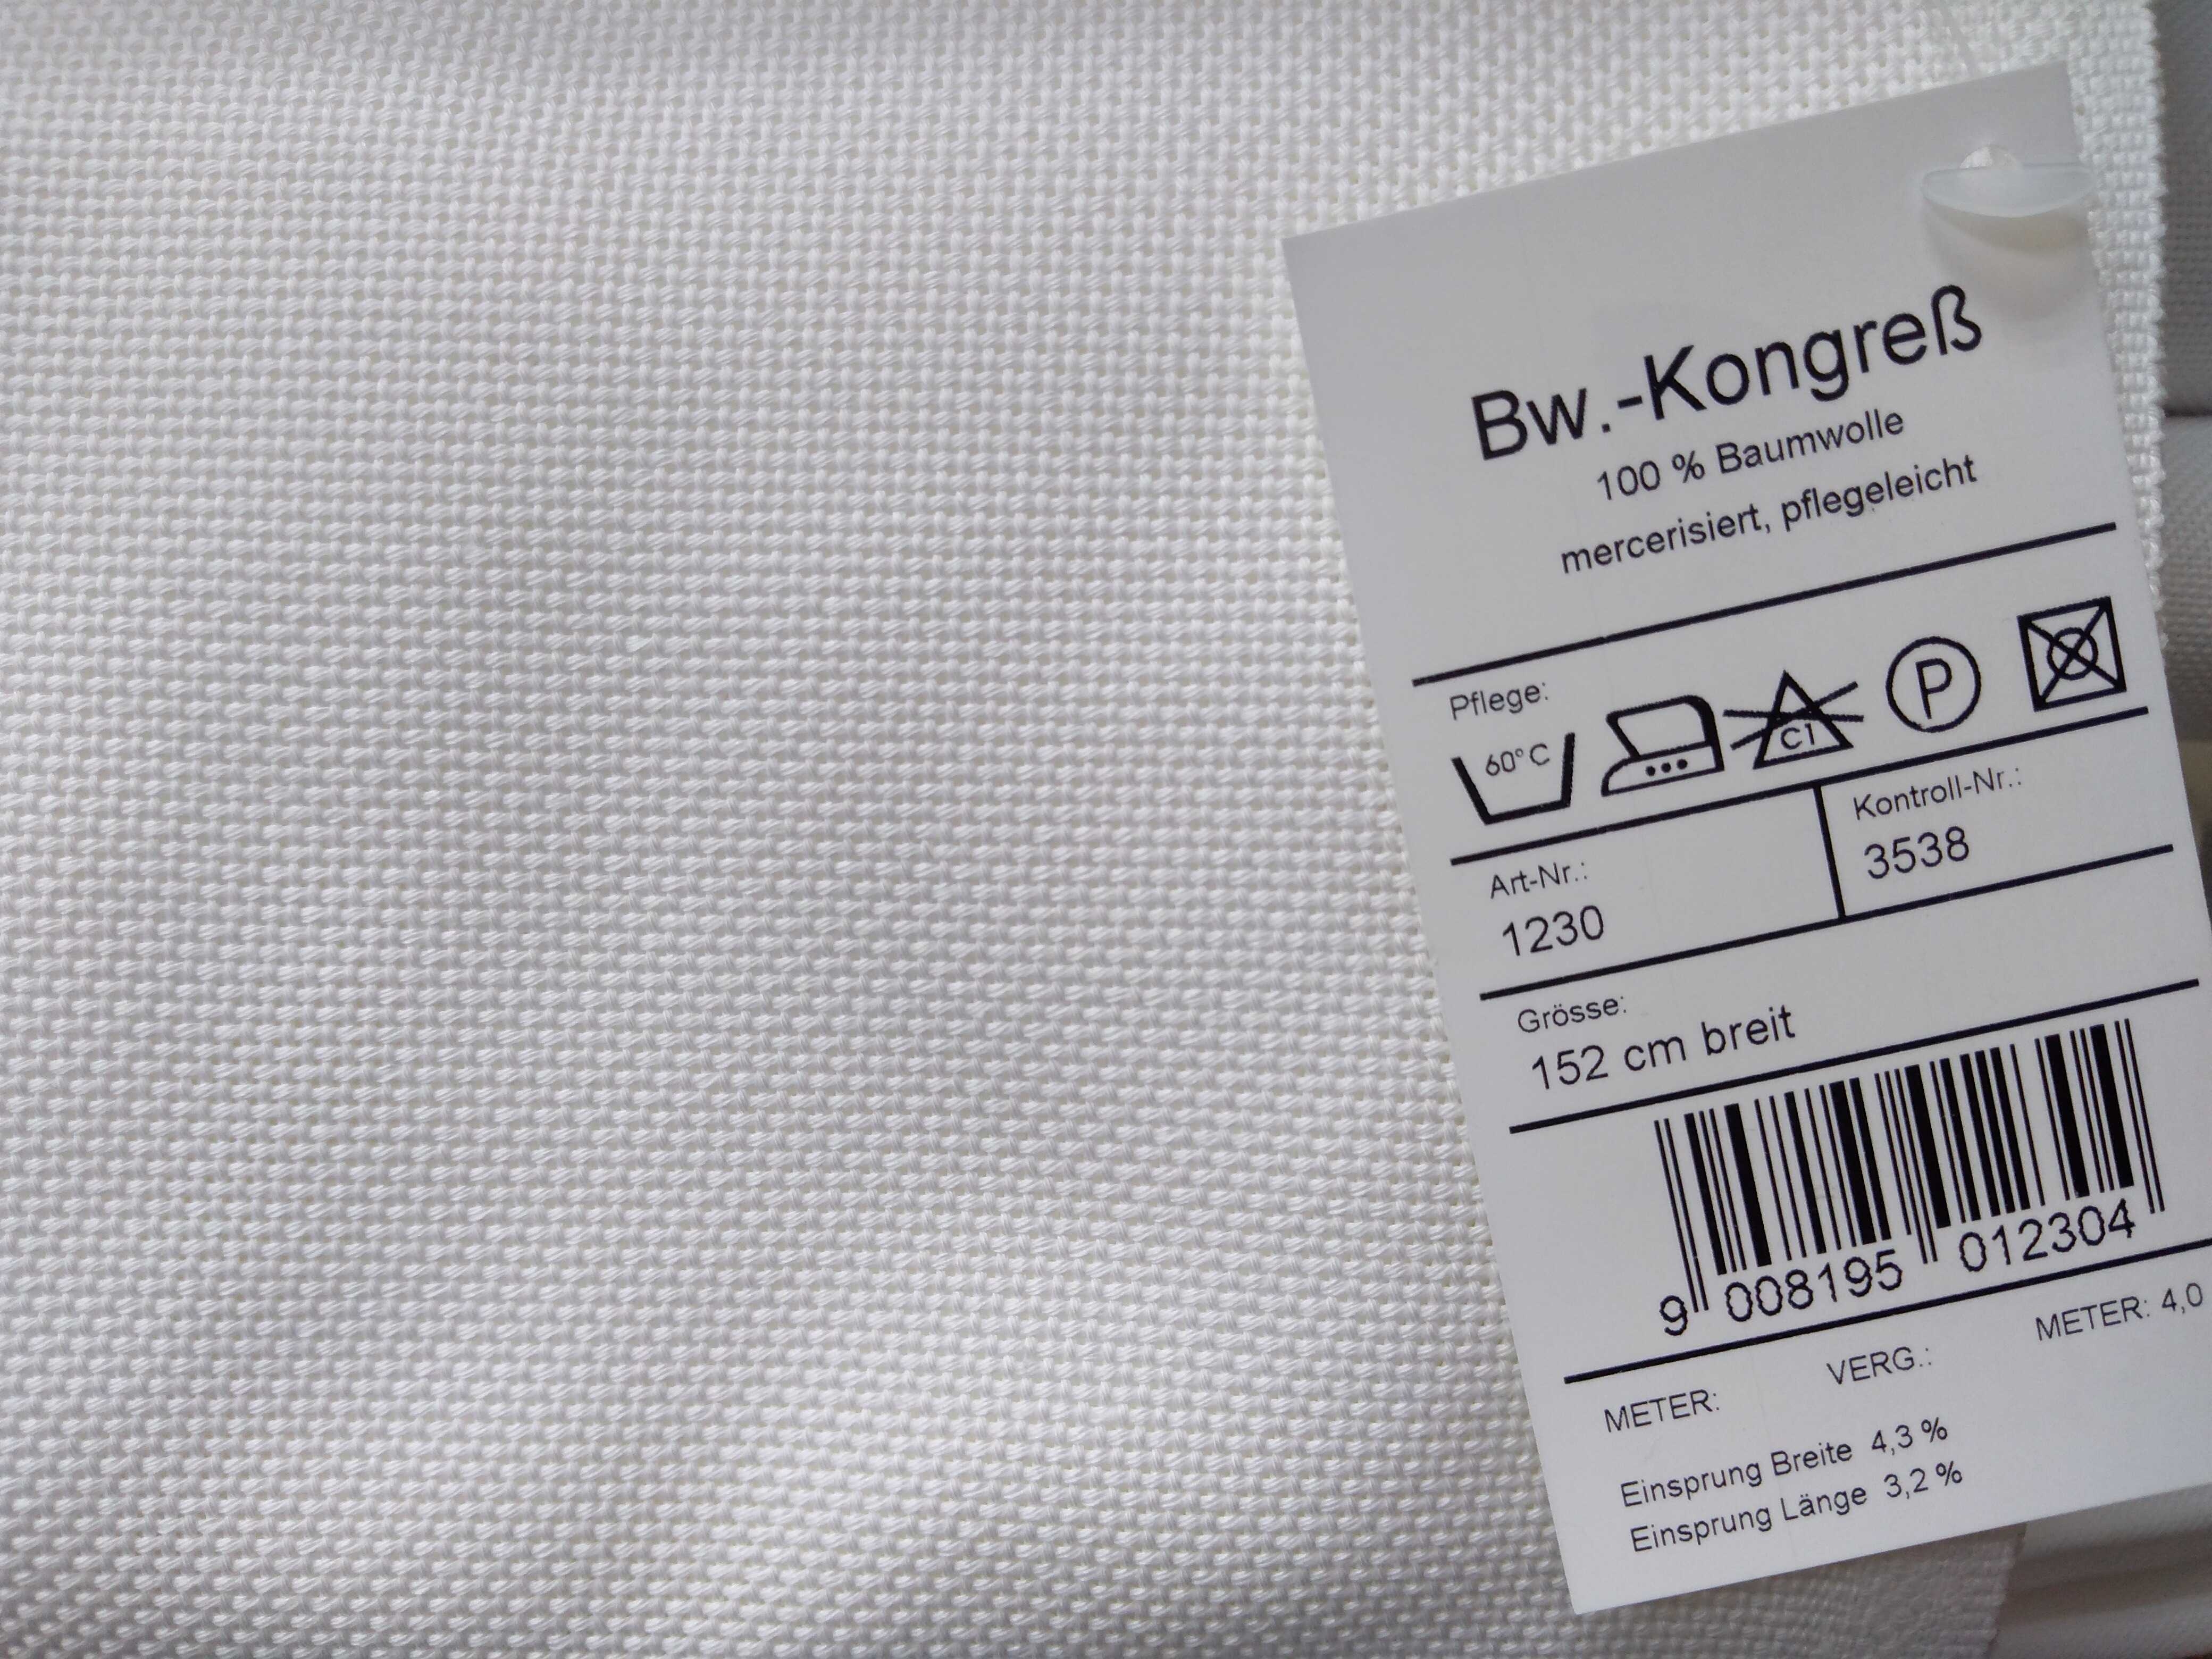 Bw.-Kongreß
100 % Baumwolle
mercerisiert, pflegeleicht
Pflege:
60°C Cl P
Art-Nr.:
1230
Kontroll-Nr.:
3538
Grösse:
152 cm breit
9 008195 012304
METER: VERG.: METER: 4,0
Einsprung Breite 4,3 %
Einsprung Länge 3,2 %